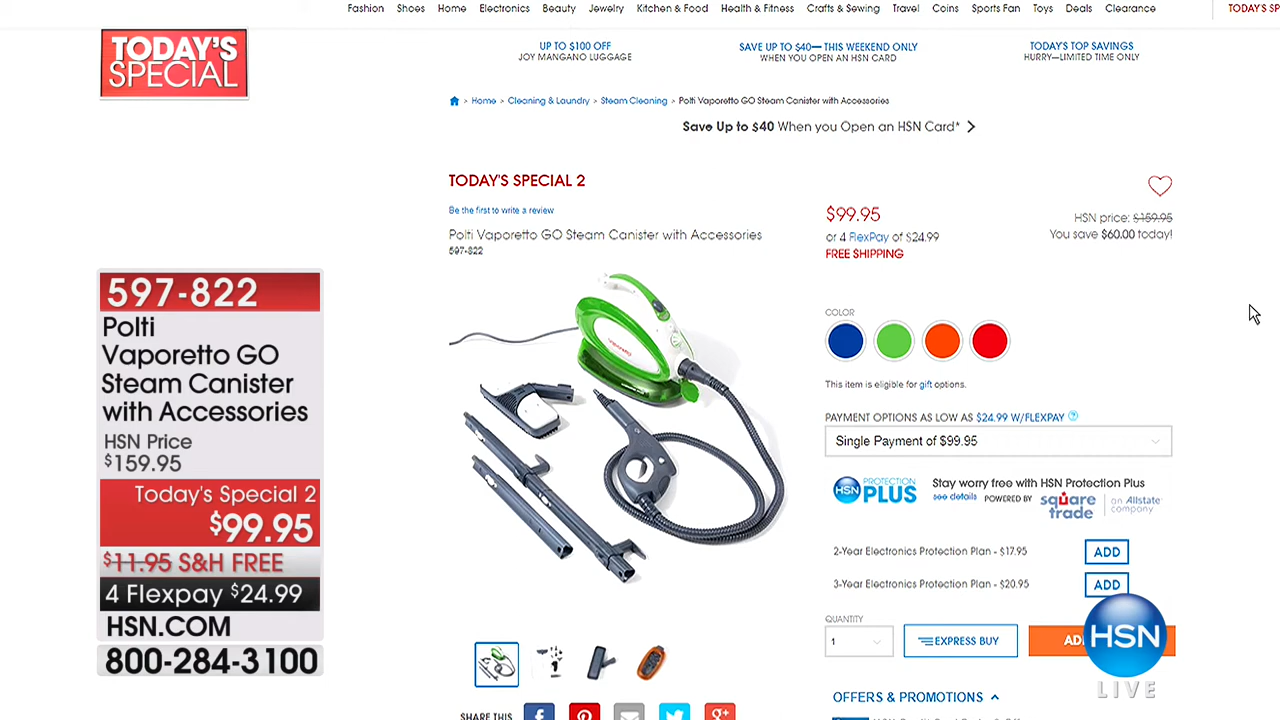 Fashion Shoes Home Electronics Beauty Jewelry Kitchen & Food Health & Fitness Crafts & Sewing Travel Coins Sports Fan Toys Deals Clearance TODAY'S SP
TODAY'S
SPECIAL
UP TO $100 OFF
JOY MANGANO LUGGAGE
SAVE UP TO $40— THIS WEEKEND ONLY
WHEN YOU OPEN AN HSN CARD
TODAY'S TOP SAVINGS
HURRY—LIMITED TIME ONLY
> Home > Cleaning & Laundry > Steam Cleaning > Polti Vaporetto GO Steam Canister with Accessories
Save Up to $40 When you Open an HSN Card* >
TODAY'S SPECIAL 2
Be the first to write a review
Polti Vaporetto GO Steam Canister with Accessories
597-822
$99.95
or 4 FlexPay of $24.99
FREE SHIPPING
HSN price: $159.95
You save $60.00 today!
597-822
Polti
Vaporetto GO
Steam Canister
with Accessories
HSN Price
$159.95
Today's Special 2
$99.95
$11.95 S&H FREE
4 Flexpay $24.99
HSN.COM
800-284-3100
vaporetto
COLOR
This item is eligible for gift options.
PAYMENT OPTIONS AS LOW AS $24.99 W/FLEXPAY ?
Single Payment of $99.95
HSN PROTECTION PLUS
Stay worry free with HSN Protection Plus
see details POWERED BY square trade | an Allstate company
2-Year Electronics Protection Plan - $17.95 ADD
3-Year Electronics Protection Plan - $20.95 ADD
QUANTITY
1 EXPRESS BUY AD
HSN
LIVE
OFFERS & PROMOTIONS
SHARE THIS